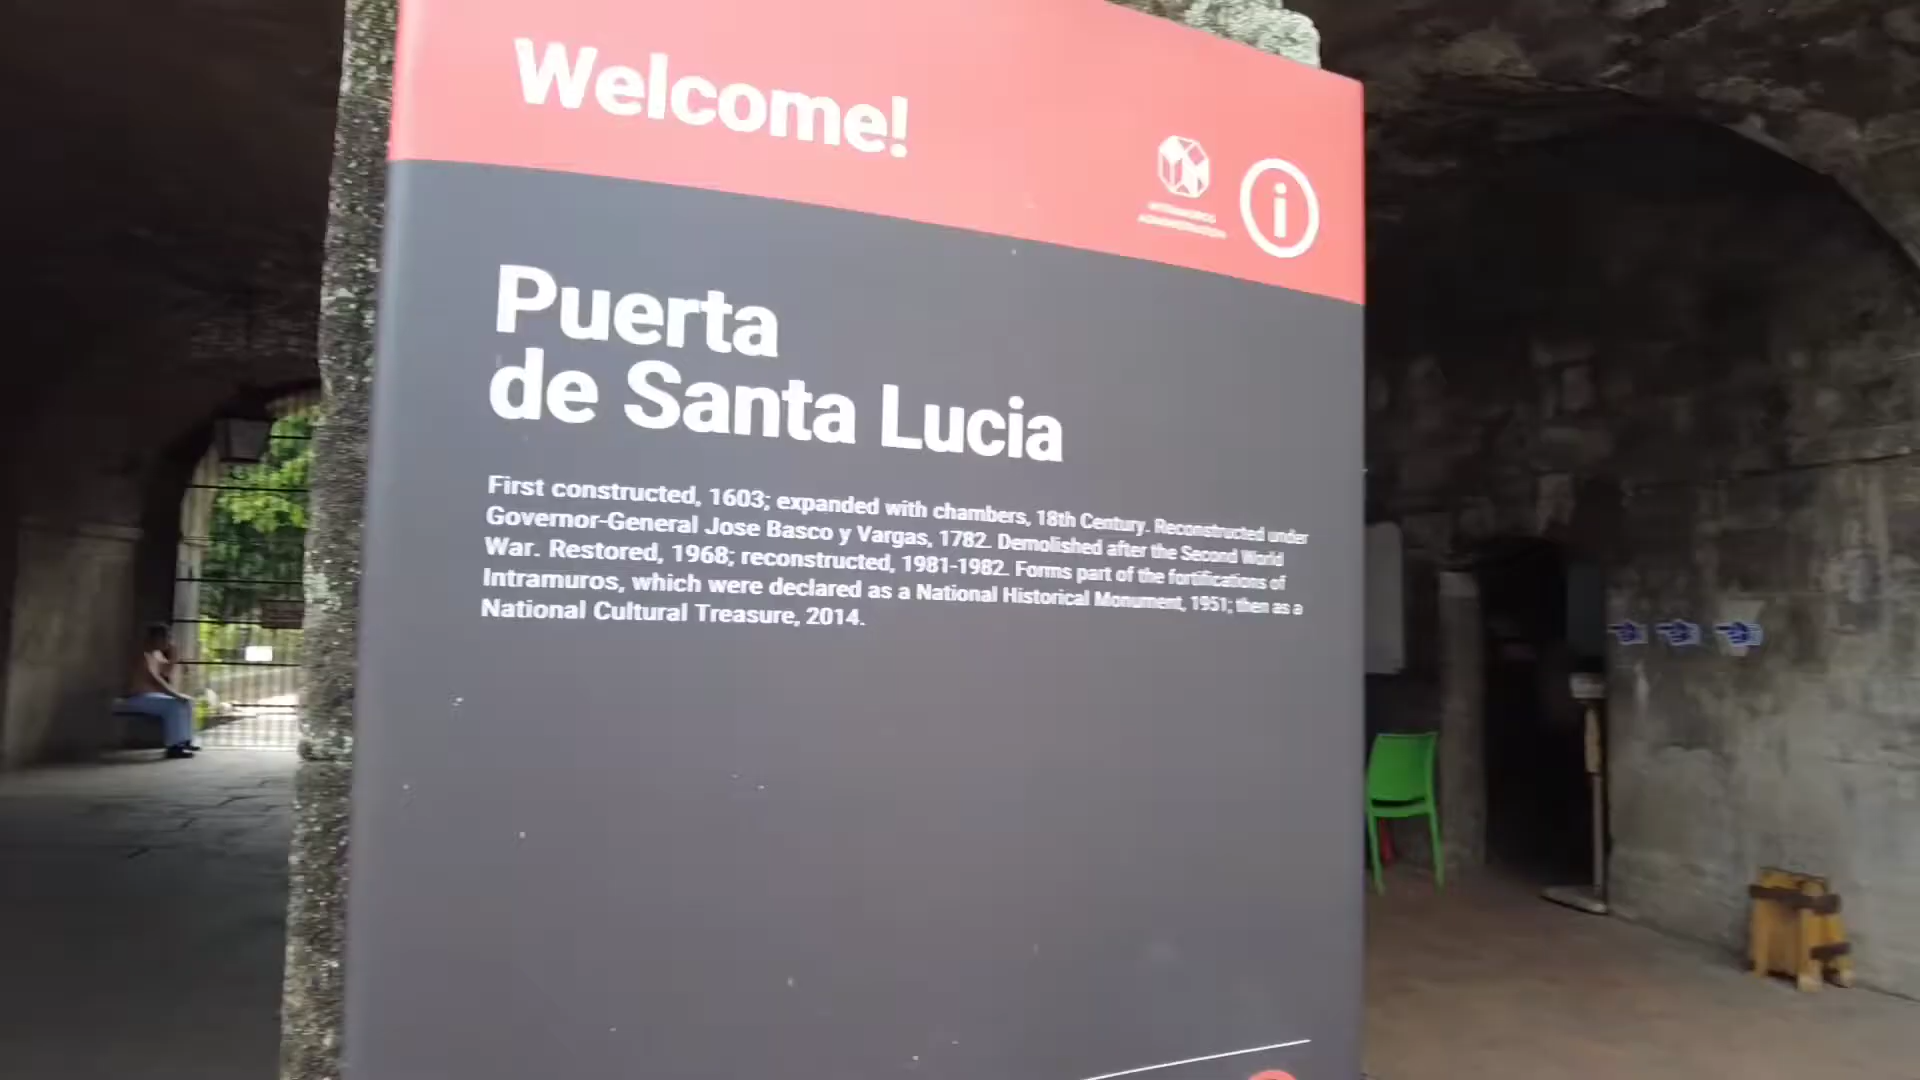 Welcome!
INTRAMUROS
ADMINISTRATION
i
Puerta
de Santa Lucia
First constructed, 1603; expanded with chambers, 18th Century. Reconstructed under
Governor-General Jose Basco y Vargas, 1782. Demolished after the Second World
War. Restored, 1968; reconstructed, 1981-1982. Forms part of the fortifications of
Intramuros, which were declared as a National Historical Monument, 1951; then as a
National Cultural Treasure, 2014.